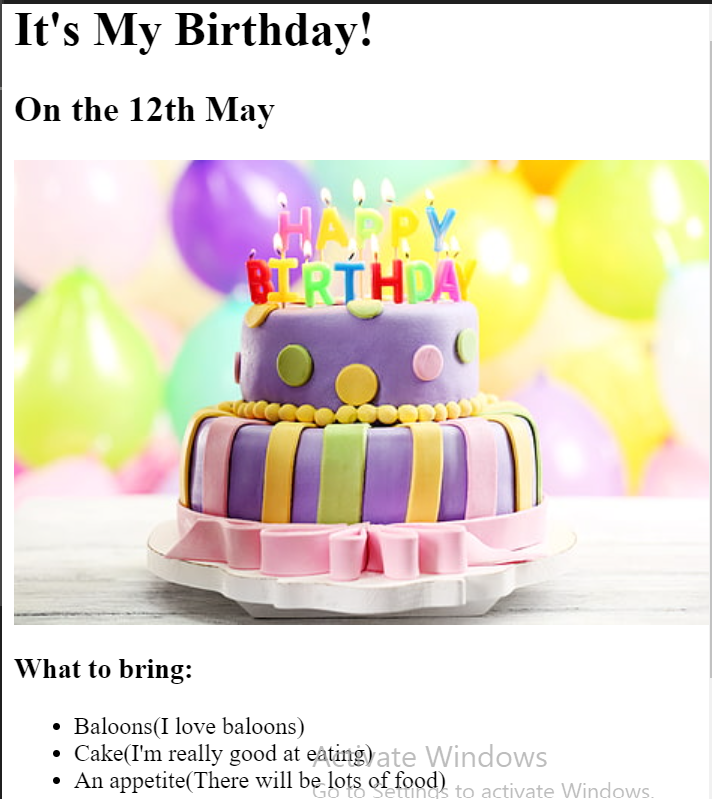 It's My Birthday!
On the 12th May
HAPPY
BIRTHDAY
What to bring:
Baloons(I love baloons)
Cake(I'm really good at eating)
Activate Windows
An appetite(There will be lots of food)
Go to Settings to activate Windows.